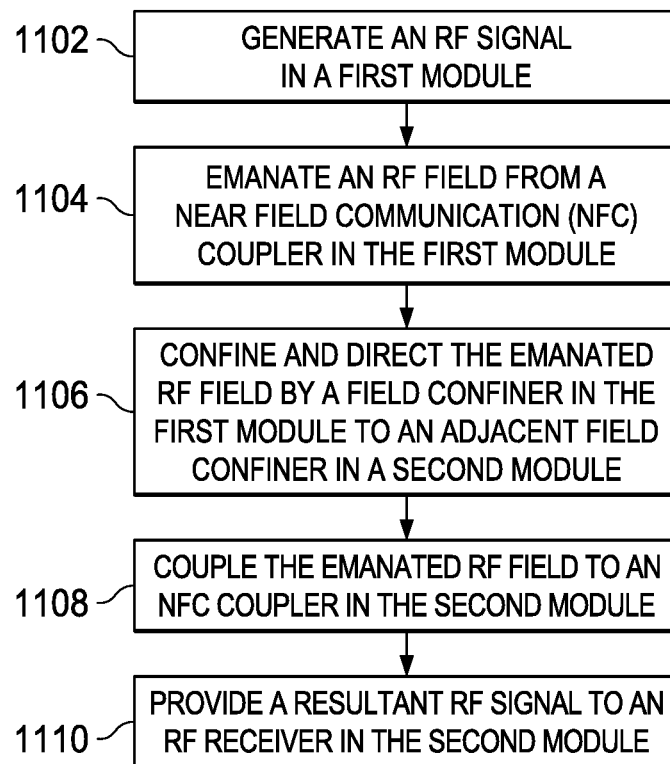 1102
GENERATE AN RF SIGNAL
IN A FIRST MODULE
1104
EMANATE AN RF FIELD FROM A
NEAR FIELD COMMUNICATION (NFC)
COUPLER IN THE FIRST MODULE
1106
CONFINE AND DIRECT THE EMANATED
RF FIELD BY A FIELD CONFINER IN THE
FIRST MODULE TO AN ADJACENT FIELD
CONFINER IN A SECOND MODULE
1108
COUPLE THE EMANATED RF FIELD TO AN
NFC COUPLER IN THE SECOND MODULE
1110
PROVIDE A RESULTANT RF SIGNAL TO AN
RF RECEIVER IN THE SECOND MODULE